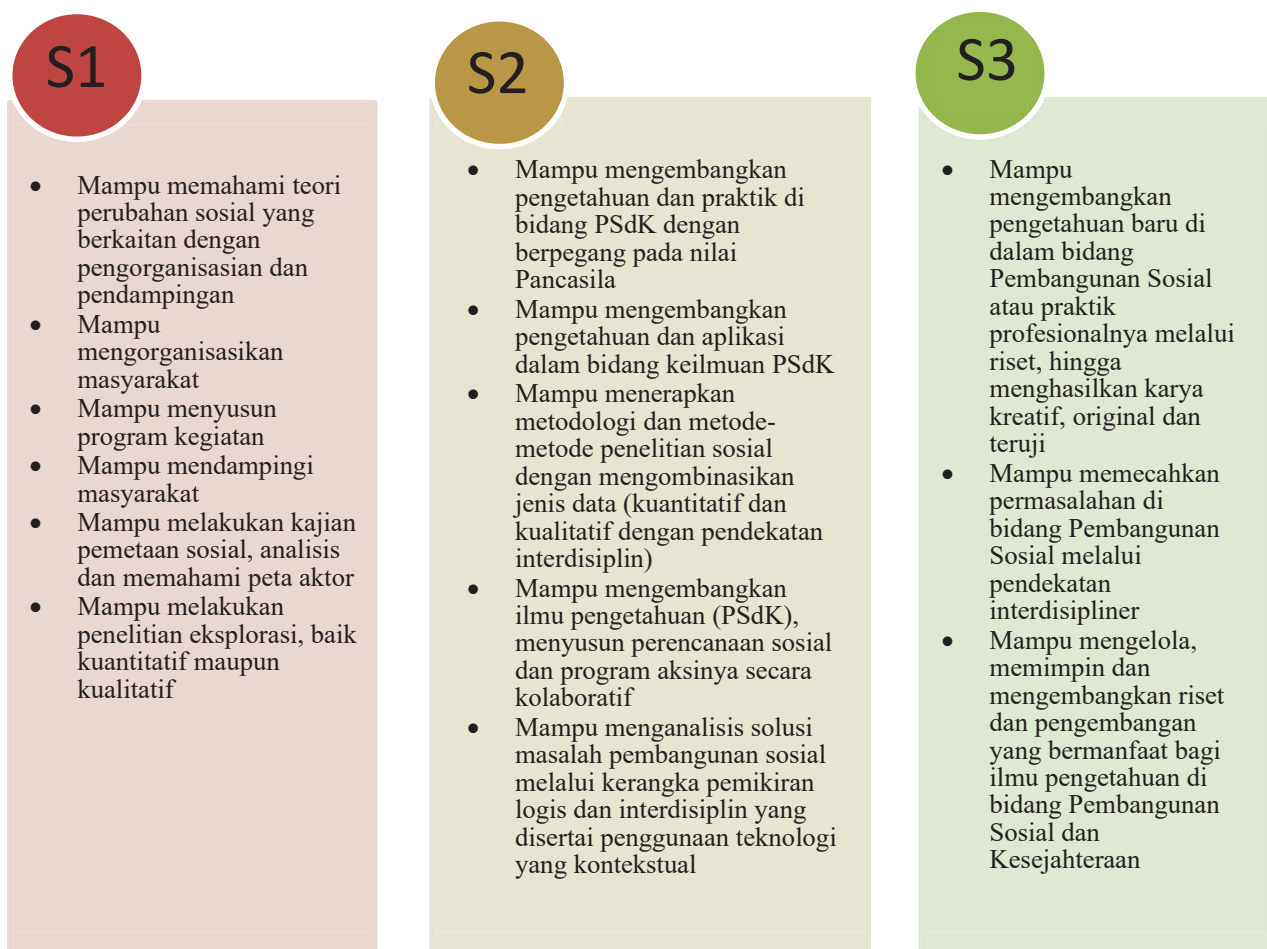 S1
• Mampu memahami teori
perubahan sosial yang
berkaitan dengan
pengorganisasian dan
pendampingan
• Mampu
mengorganisasikan
masyarakat
• Mampu menyusun
program kegiatan
• Mampu mendampingi
masyarakat
• Mampu melakukan kajian
pemetaan sosial, analisis
dan memahami peta aktor
• Mampu melakukan
penelitian eksplorasi, baik
kuantitatif maupun
kualitatif
S2
• Mampu mengembangkan
pengetahuan dan praktik di
bidang PSdK dengan
berpegang pada nilai
Pancasila
• Mampu mengembangkan
pengetahuan dan aplikasi
dalam bidang keilmuan PSdK
• Mampu menerapkan
metodologi dan metode-
metode penelitian sosial
dengan mengombinasikan
jenis data (kuantitatif dan
kualitatif dengan pendekatan
interdisiplin)
• Mampu mengembangkan
ilmu pengetahuan (PSdK),
menyusun perencanaan sosial
dan program aksinya secara
kolaboratif
• Mampu menganalisis solusi
masalah pembangunan sosial
melalui kerangka pemikiran
logis dan interdisiplin yang
disertai penggunaan teknologi
yang kontekstual
S3
• Mampu
mengembangkan
pengetahuan baru di
dalam bidang
Pembangunan Sosial
atau praktik
profesionalnya melalui
riset, hingga
menghasilkan karya
kreatif, original dan
teruji
• Mampu memecahkan
permasalahan di
bidang Pembangunan
Sosial melalui
pendekatan
interdisipliner
• Mampu mengelola,
memimpin dan
mengembangkan riset
dan pengembangan
yang bermanfaat bagi
ilmu pengetahuan di
bidang Pembangunan
Sosial dan
Kesejahteraan